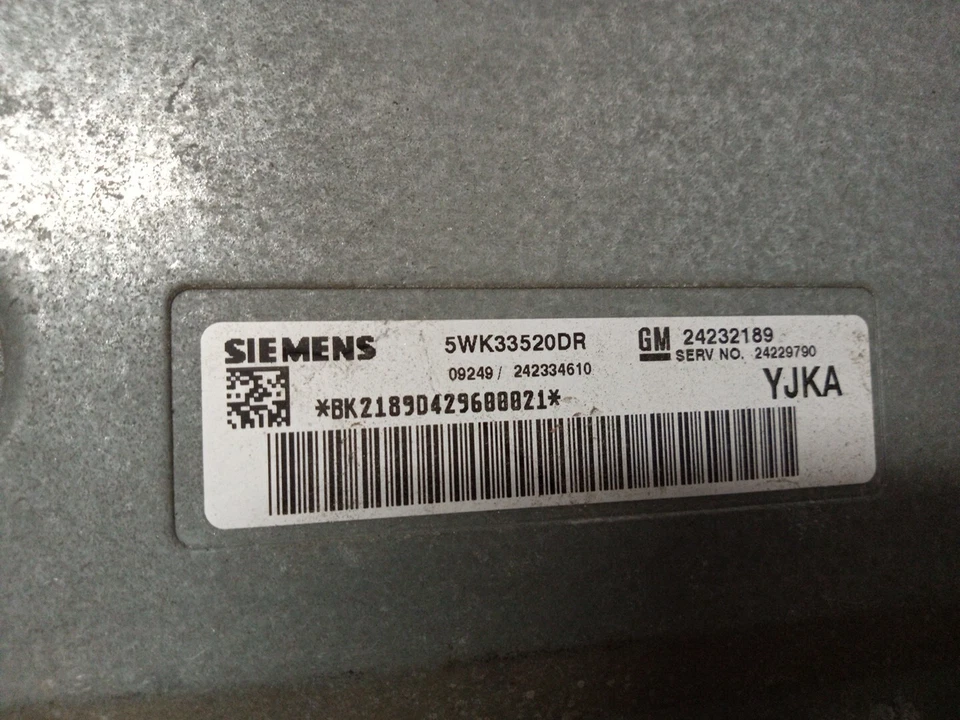 SIEMENS 5WK33520DR GM 24232189
SERV NO. 24229790
09249 / 242334610
YJKA
*BK2189D429600021*